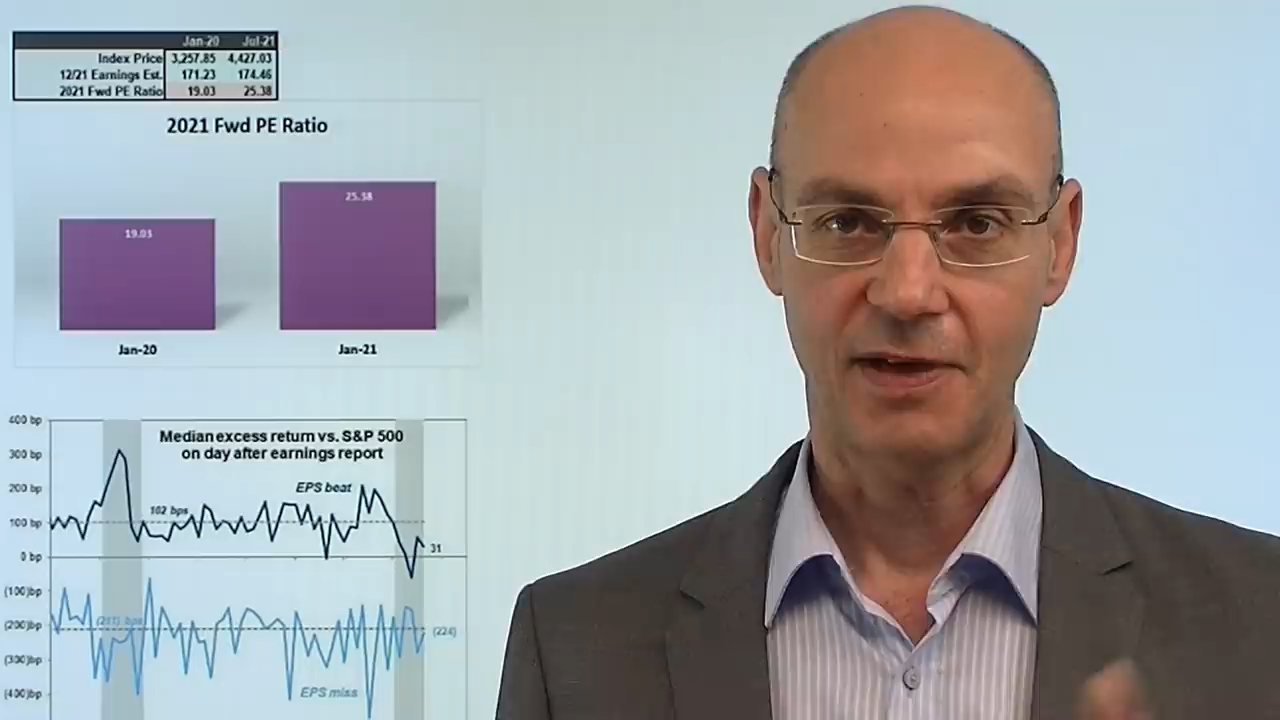 Jan-20 Jul-21
Index Price 3,257.85 4,427.03
12/21 Earnings Est. 171.23 174.46
2021 Fwd PE Ratio 19.03 25.38
2021 Fwd PE Ratio
19.03
25.38
Jan-20
Jan-21
Median excess return vs. S&P 500
on day after earnings report
400 bp
300 bp
200 bp
100 bp
0 bp
(100)bp
(200)bp
(300)bp
(400)bp
EPS beat
102 bps
31
(211) bps
(224)
EPS miss